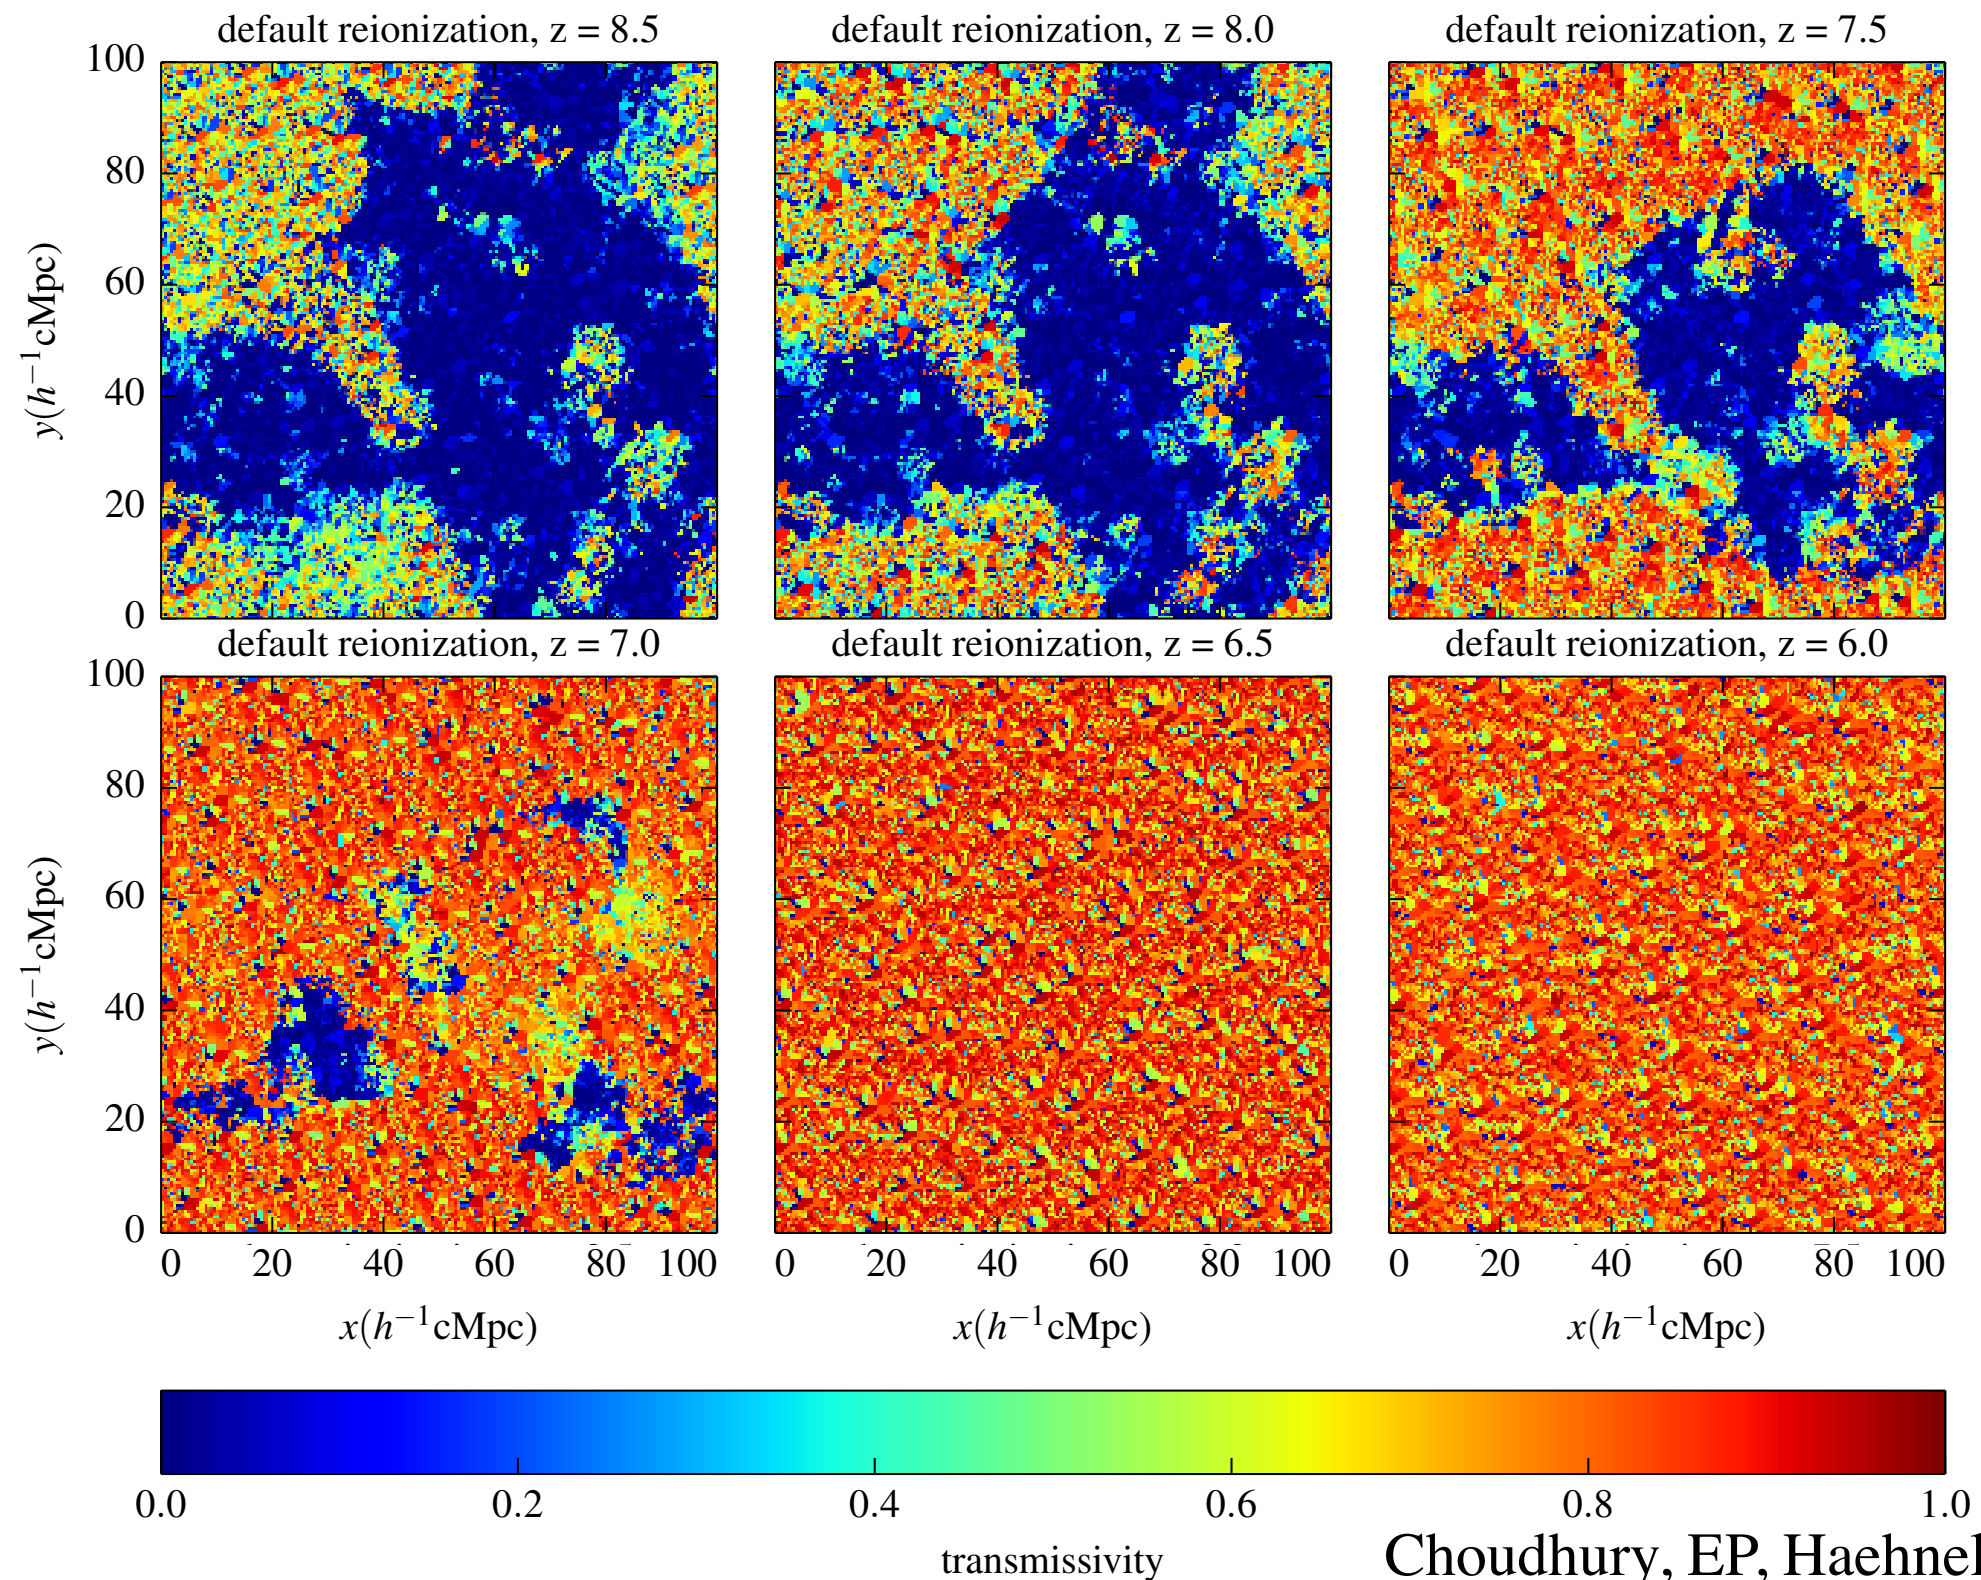 default reionization, z = 8.5
default reionization, z = 8.0
default reionization, z = 7.5
100
80
60
40
20
0
y(h⁻¹cMpc)
default reionization, z = 7.0
default reionization, z = 6.5
default reionization, z = 6.0
100
80
60
40
20
0
y(h⁻¹cMpc)
0 20 40 60 80 100
0 20 40 60 80 100
0 20 40 60 80 100
x(h⁻¹cMpc)
x(h⁻¹cMpc)
x(h⁻¹cMpc)
0.0 0.2 0.4 0.6 0.8 1.0
transmissivity
Choudhury, EP, Haehnel